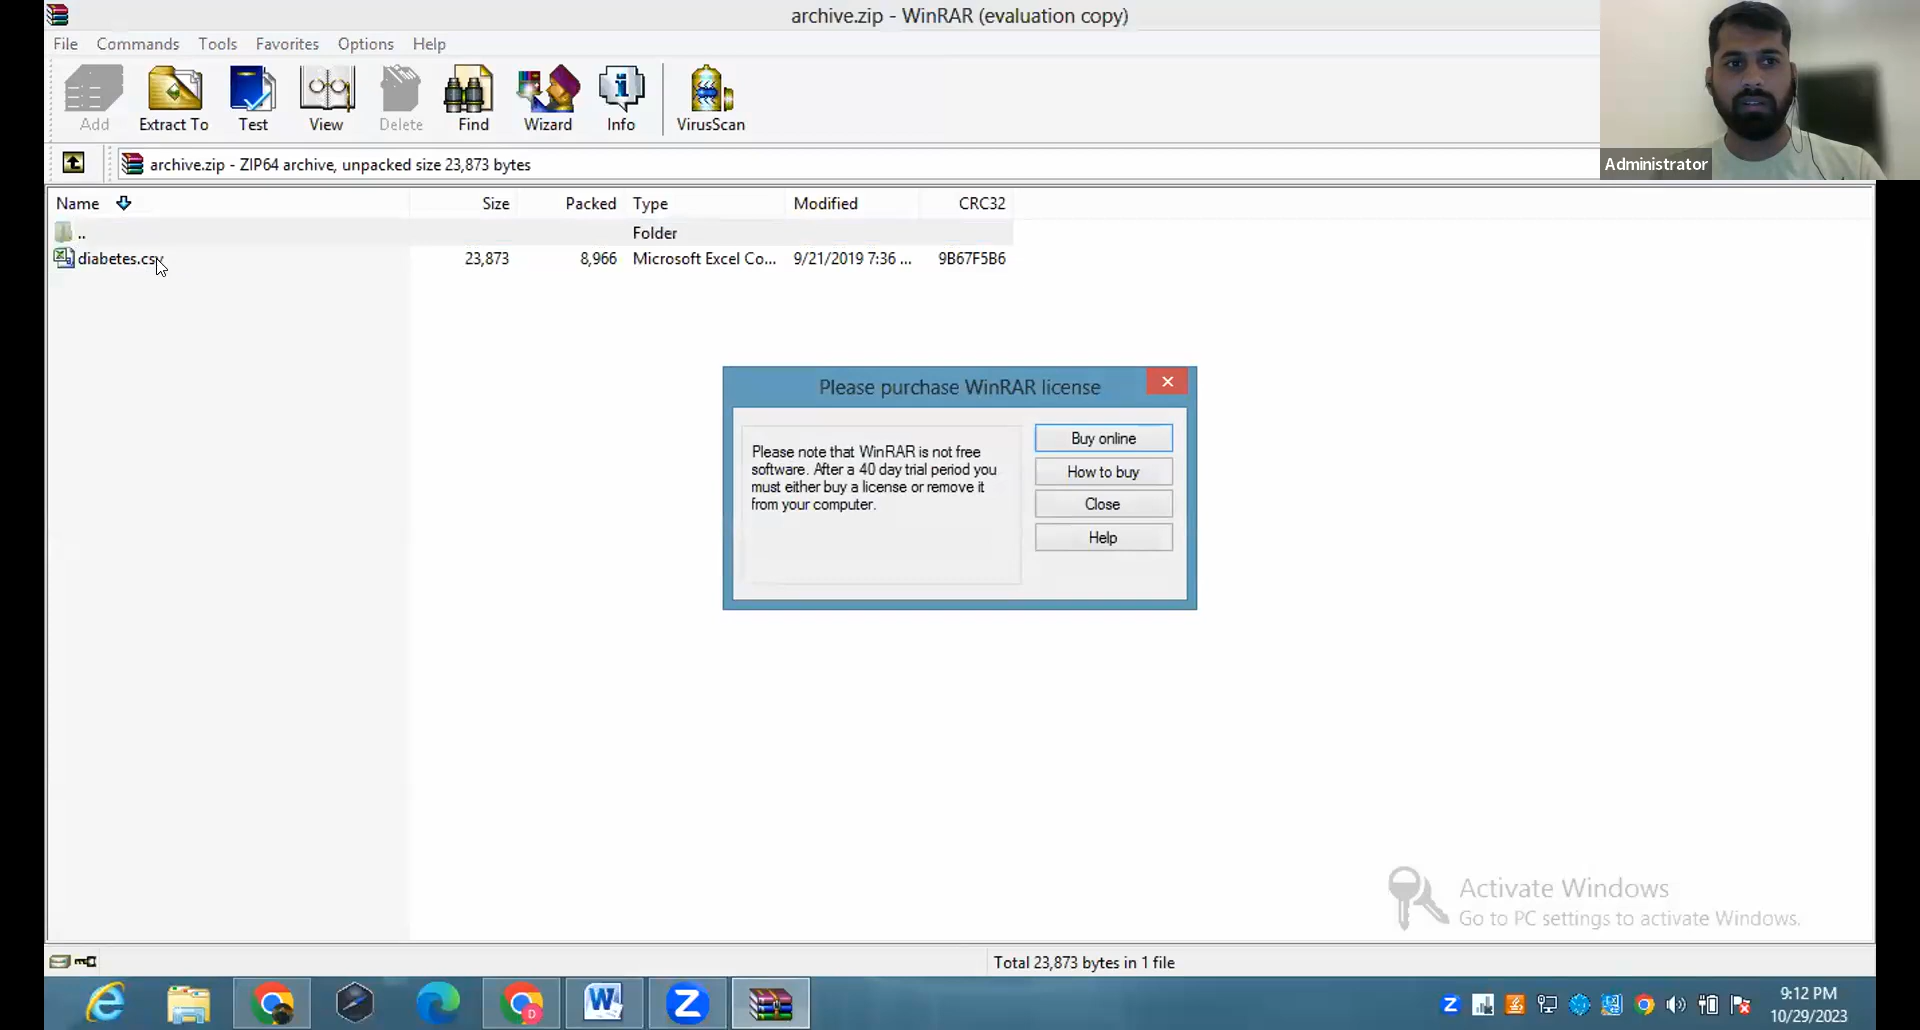 archive.zip - WinRAR (evaluation copy)
File Commands Tools Favorites Options Help
Add Extract To Test View Delete Find Wizard Info VirusScan
Administrator
archive.zip - ZIP64 archive, unpacked size 23,873 bytes
Name Size Packed Type Modified CRC32
.. Folder
diabetes.csv 23,873 8,966 Microsoft Excel Co... 9/21/2019 7:36 ... 9B67F5B6
Please purchase WinRAR license
Please note that WinRAR is not free
software. After a 40 day trial period you
must either buy a license or remove it
from your computer.
Buy online
How to buy
Close
Help
Activate Windows
Go to PC settings to activate Windows.
Total 23,873 bytes in 1 file
9:12 PM
10/29/2023